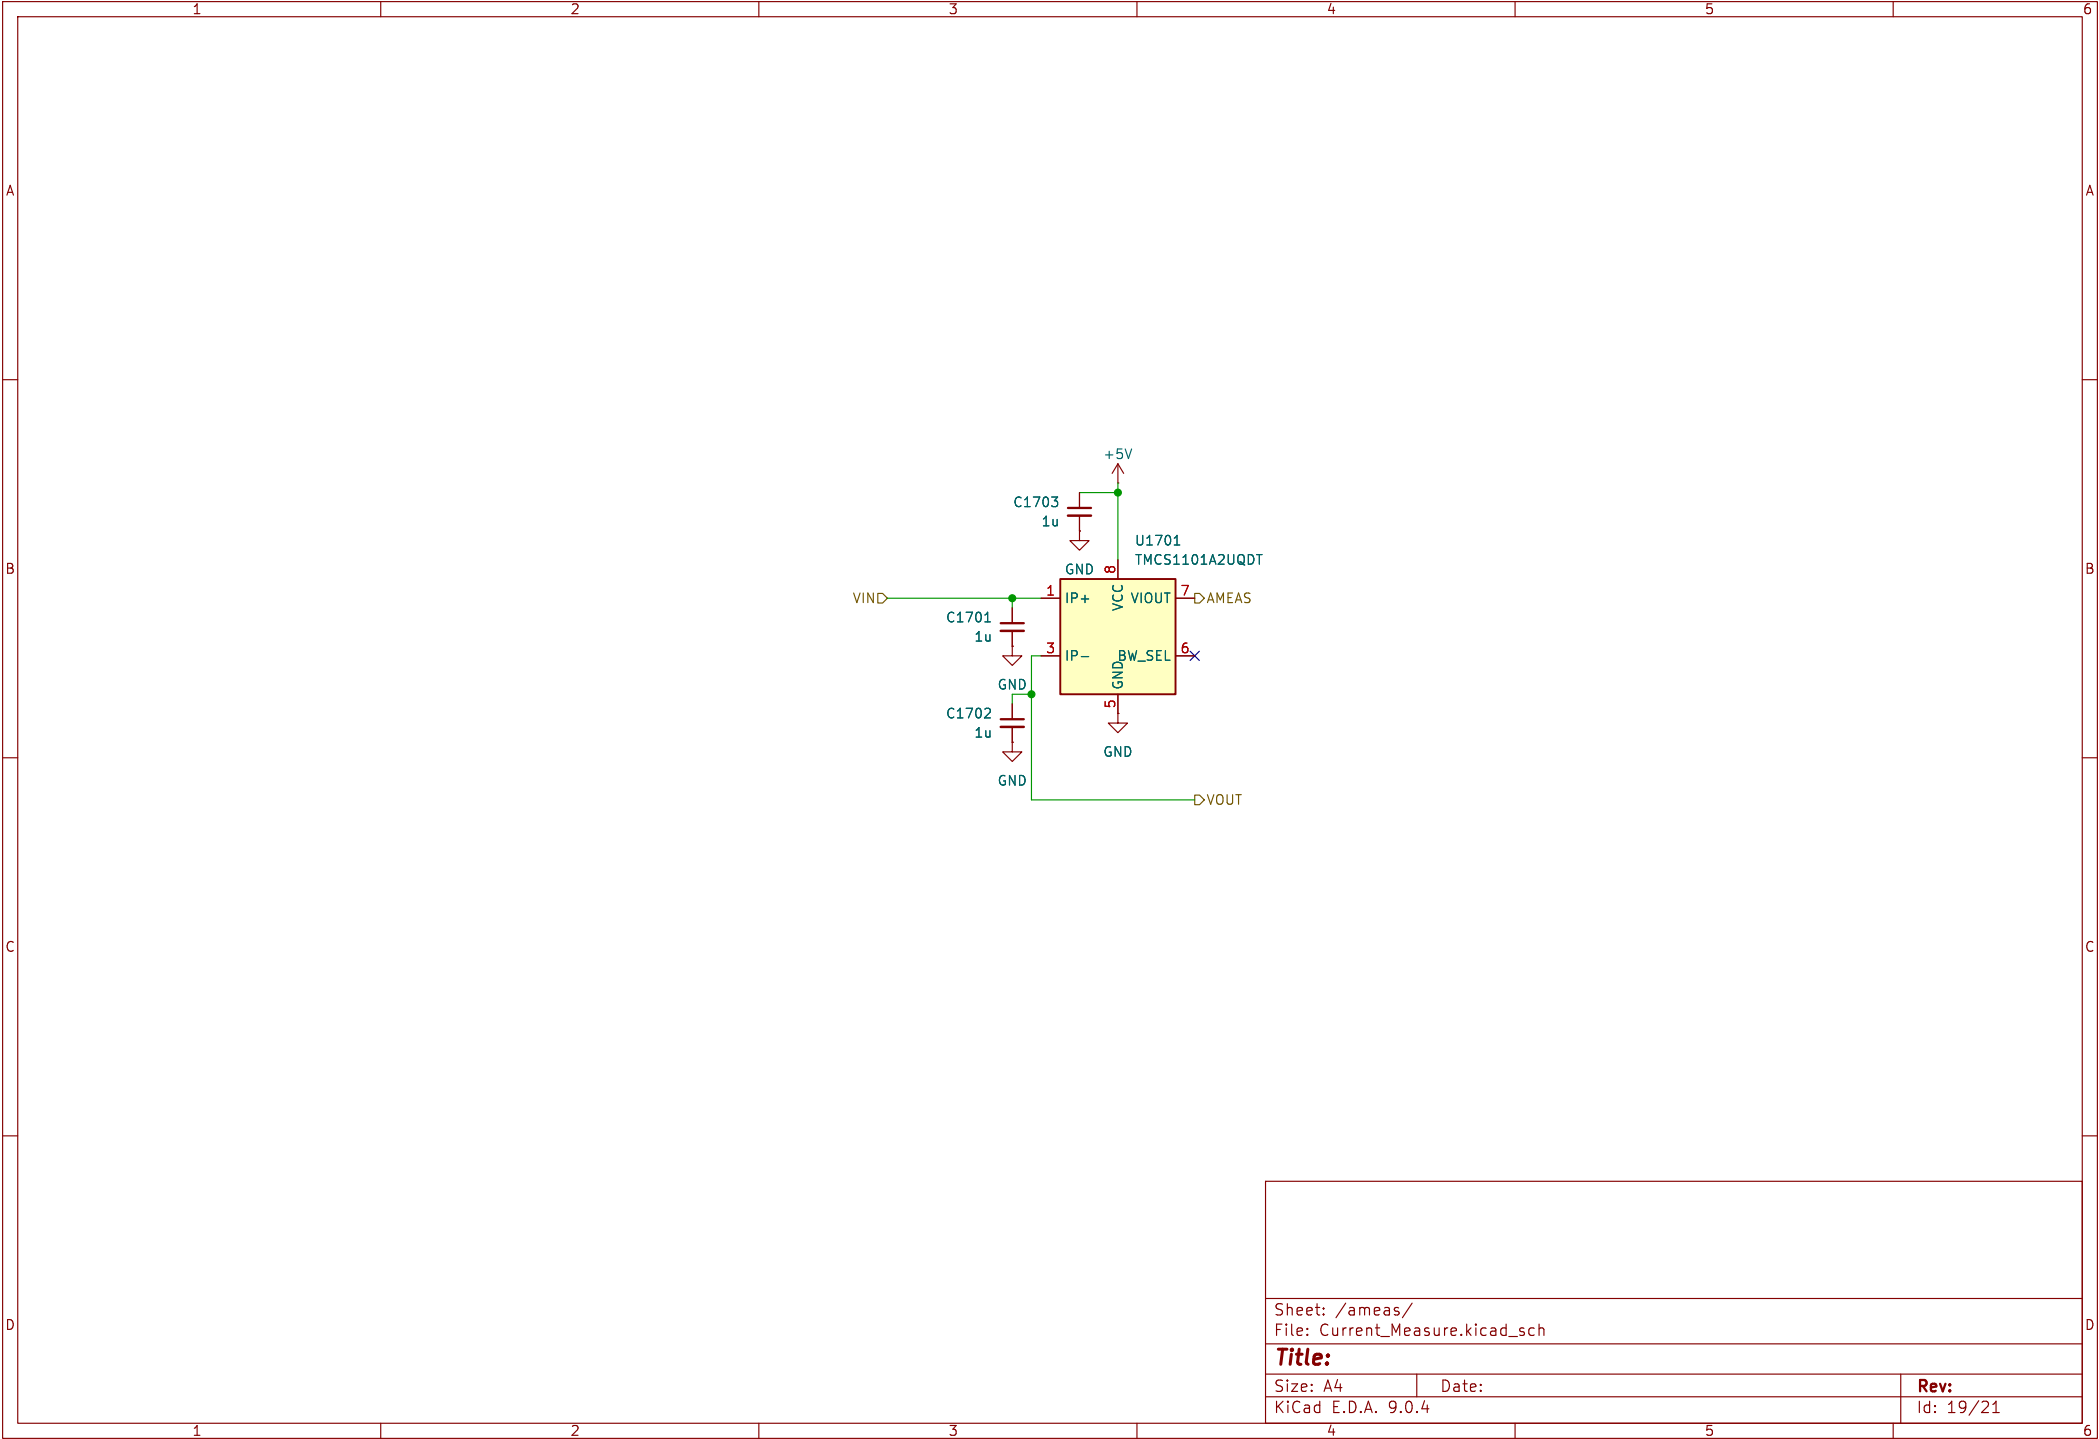 1 2 3 4 5 6
A A
+5V
C1703
1u
U1701
TMCS1101A2UQDT
B GND 8 B
VIN 1 IP+ VCC VIOUT 7 AMEAS
C1701
1u
3 IP- BW_SEL 6
GND
GND
C1702 5
1u
GND
GND
VOUT
C C
Sheet: /ameas/
File: Current_Measure.kicad_sch
D D
Title:
Size: A4 Date: Rev:
KiCad E.D.A. 9.0.4 Id: 19/21
1 2 3 4 5 6